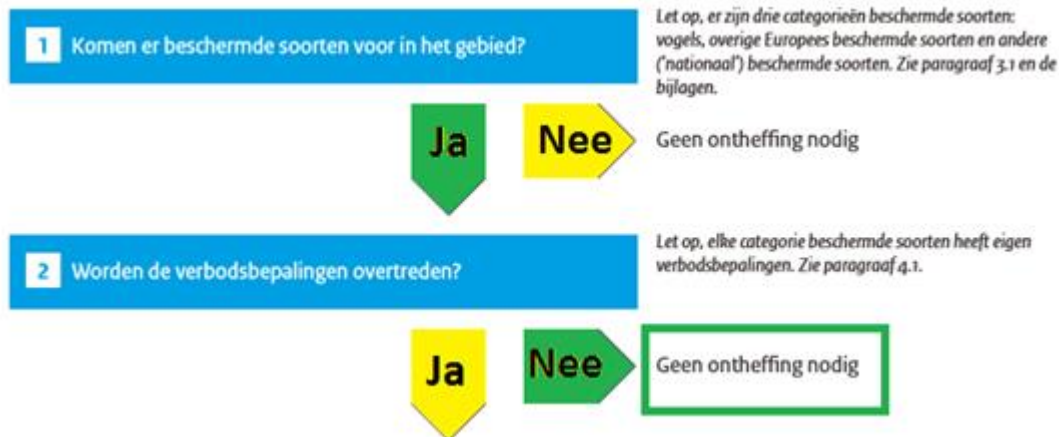 1 Komen er beschermde soorten voor in het gebied?
Let op, er zijn drie categorieën beschermde soorten:
vogels, overige Europees beschermde soorten en andere
('nationaal') beschermde soorten. Zie paragraaf 3.1 en de
bijlagen.
Ja
Nee
Geen ontheffing nodig
2 Worden de verbodsbepalingen overtreden?
Let op, elke categorie beschermde soorten heeft eigen
verbodsbepalingen. Zie paragraaf 4.1.
Ja
Nee
Geen ontheffing nodig